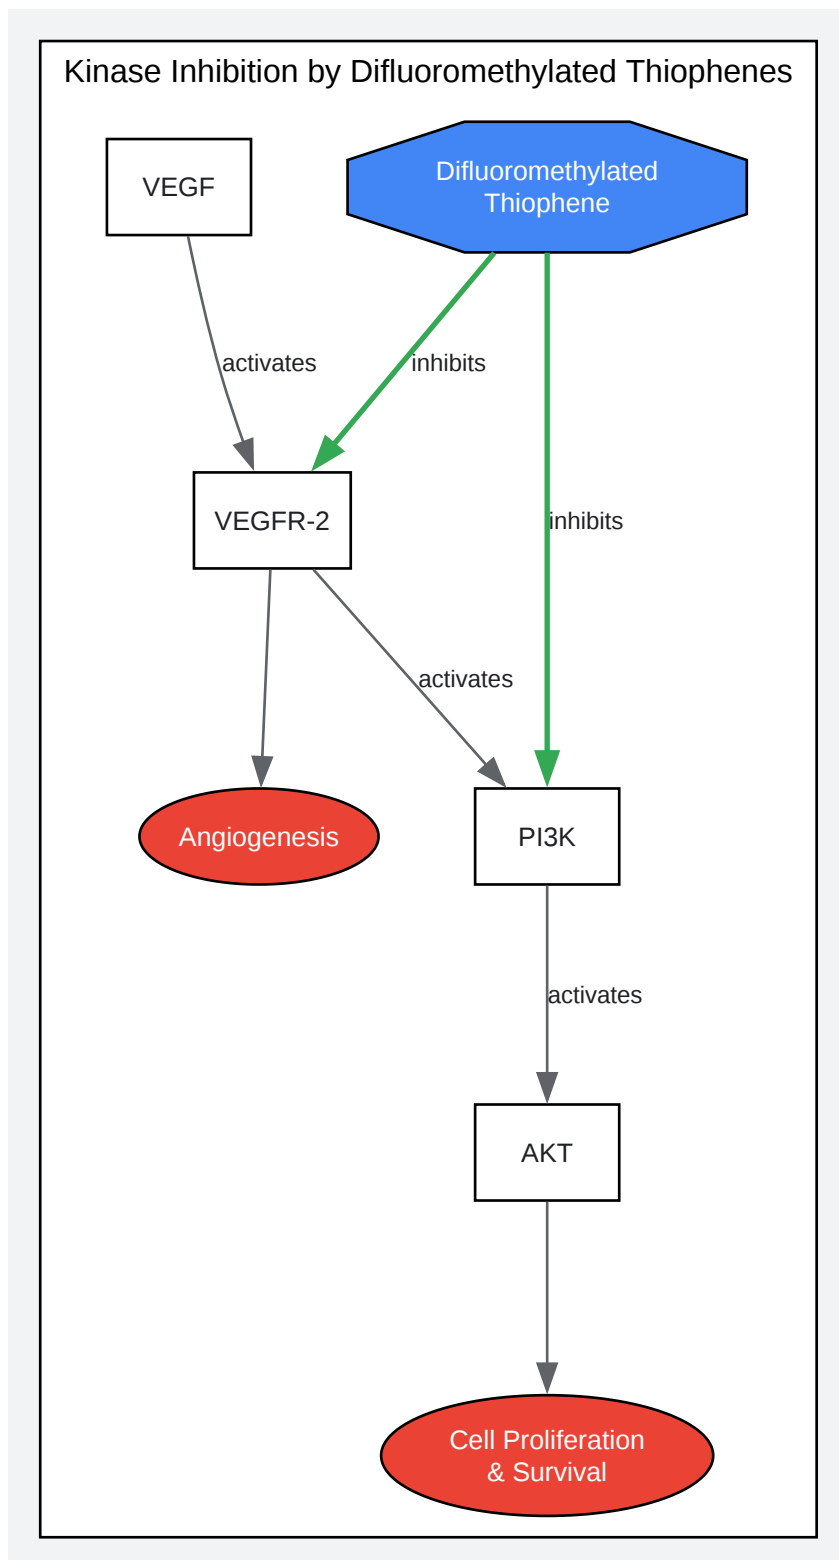 Kinase Inhibition by Difluoromethylated Thiophenes
VEGF
Difluoromethylated
Thiophene
activates
inhibits
VEGFR-2
inhibits
activates
Angiogenesis
PI3K
activates
AKT
Cell Proliferation
& Survival